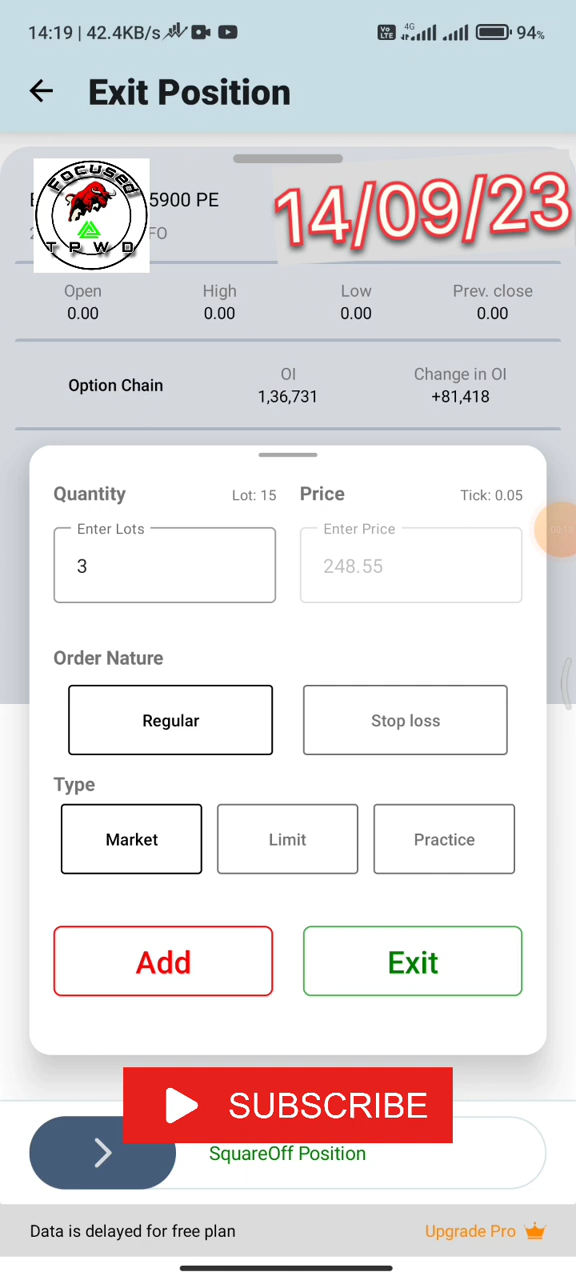 14:19 | 42.4KB/s
Vo LTE 4G 94%
Exit Position
Focused
TPWD
5900 PE
14/09/23
FO
Open High Low Prev. close
0.00 0.00 0.00 0.00
Option Chain
OI Change in OI
1,36,731 +81,418
Quantity Lot: 15 Price Tick: 0.05
Enter Lots Enter Price
3 248.55
Order Nature
Regular Stop loss
Type
Market Limit Practice
Add Exit
SUBSCRIBE
SquareOff Position
Data is delayed for free plan Upgrade Pro